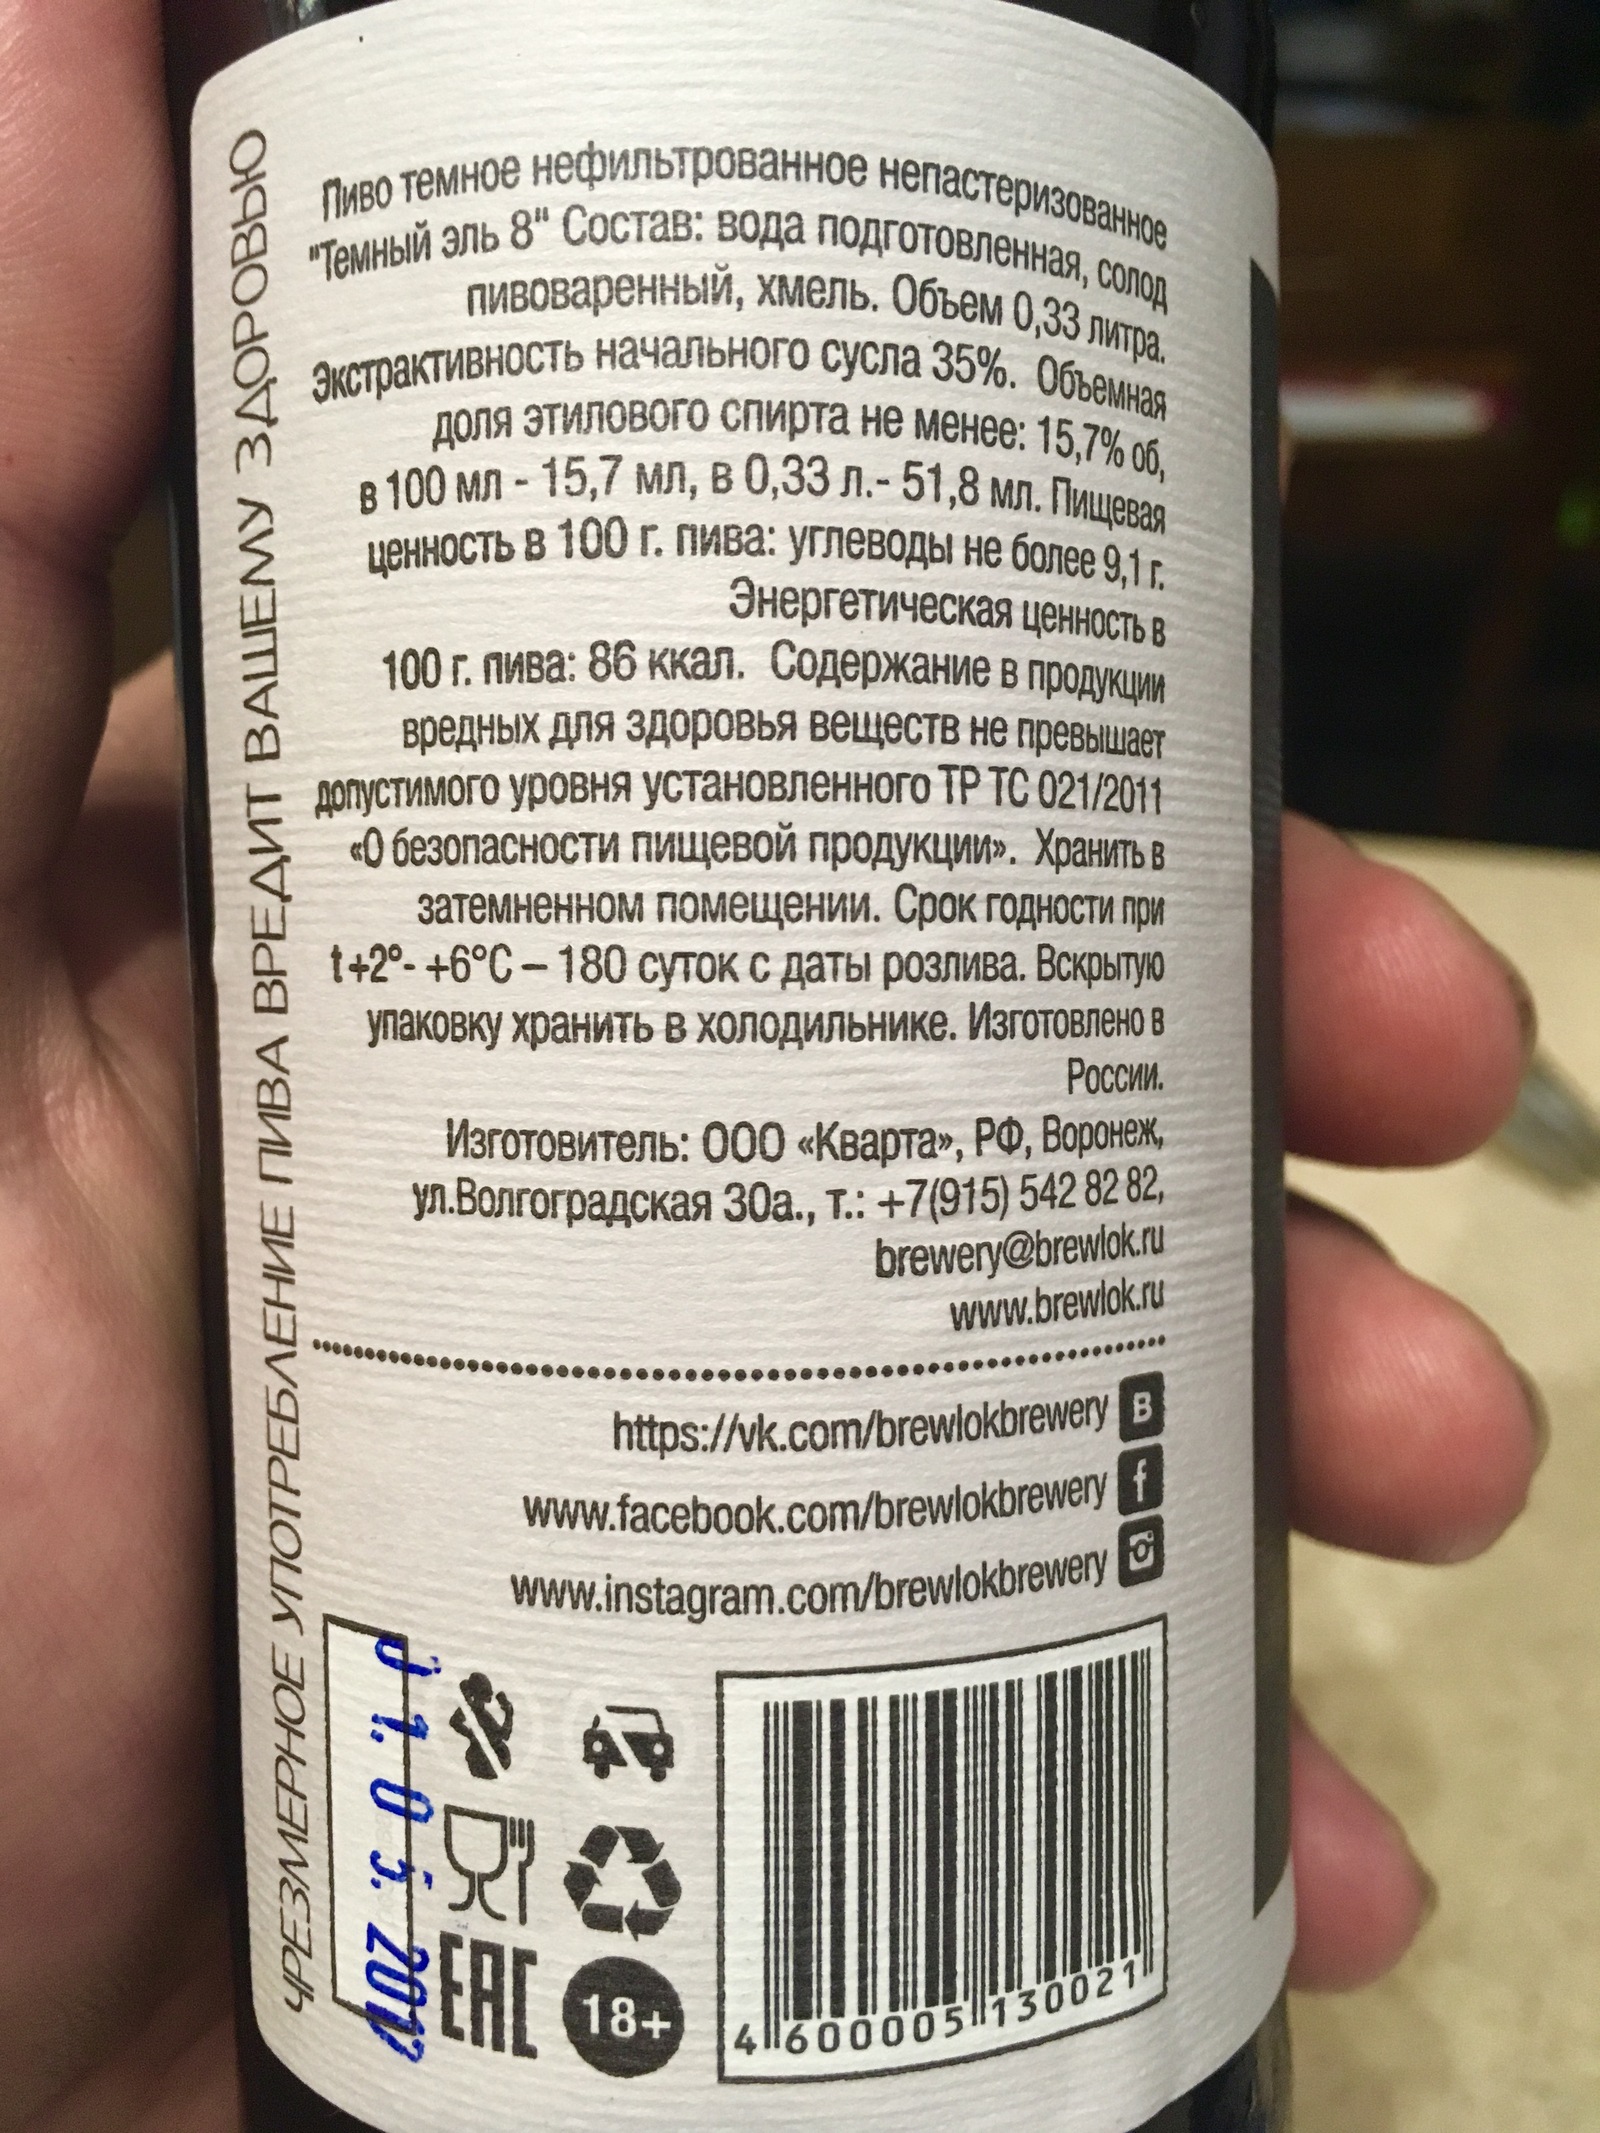 Пиво темное нефильтрованное непастеризованное
"Темный эль 8" Состав: вода подготовленная, солод
пивоваренный, хмель. Объем 0,33 литра.
Экстрактивность начального сусла 35%. Объемная
доля этилового спирта не менее: 15,7% об,
в 100 мл - 15,7 мл, в 0,33 л.- 51,8 мл. Пищевая
ценность в 100 г. пива: углеводы не более 9,1 г.
Энергетическая ценность в
100 г. пива: 86 ккал. Содержание в продукции
вредных для здоровья веществ не превышает
допустимого уровня установленного ТР ТС 021/2011
«О безопасности пищевой продукции». Хранить в
затемненном помещении. Срок годности при
t +2°- +6°C – 180 суток с даты розлива. Вскрытую
упаковку хранить в холодильнике. Изготовлено в
России.
Изготовитель: ООО «Кварта», РФ, Воронеж,
ул.Волгоградская 30а., т.: +7(915) 542 82 82,
brewery@brewlok.ru
www.brewlok.ru
https://vk.com/brewlokbrewery
www.facebook.com/brewlokbrewery
www.instagram.com/brewlokbrewery
ЧРЕЗМЕРНОЕ УПОТРЕБЛЕНИЕ ПИВА ВРЕДИТ ВАШЕМУ ЗДОРОВЬЮ
EAC
18+
4 600005 130021